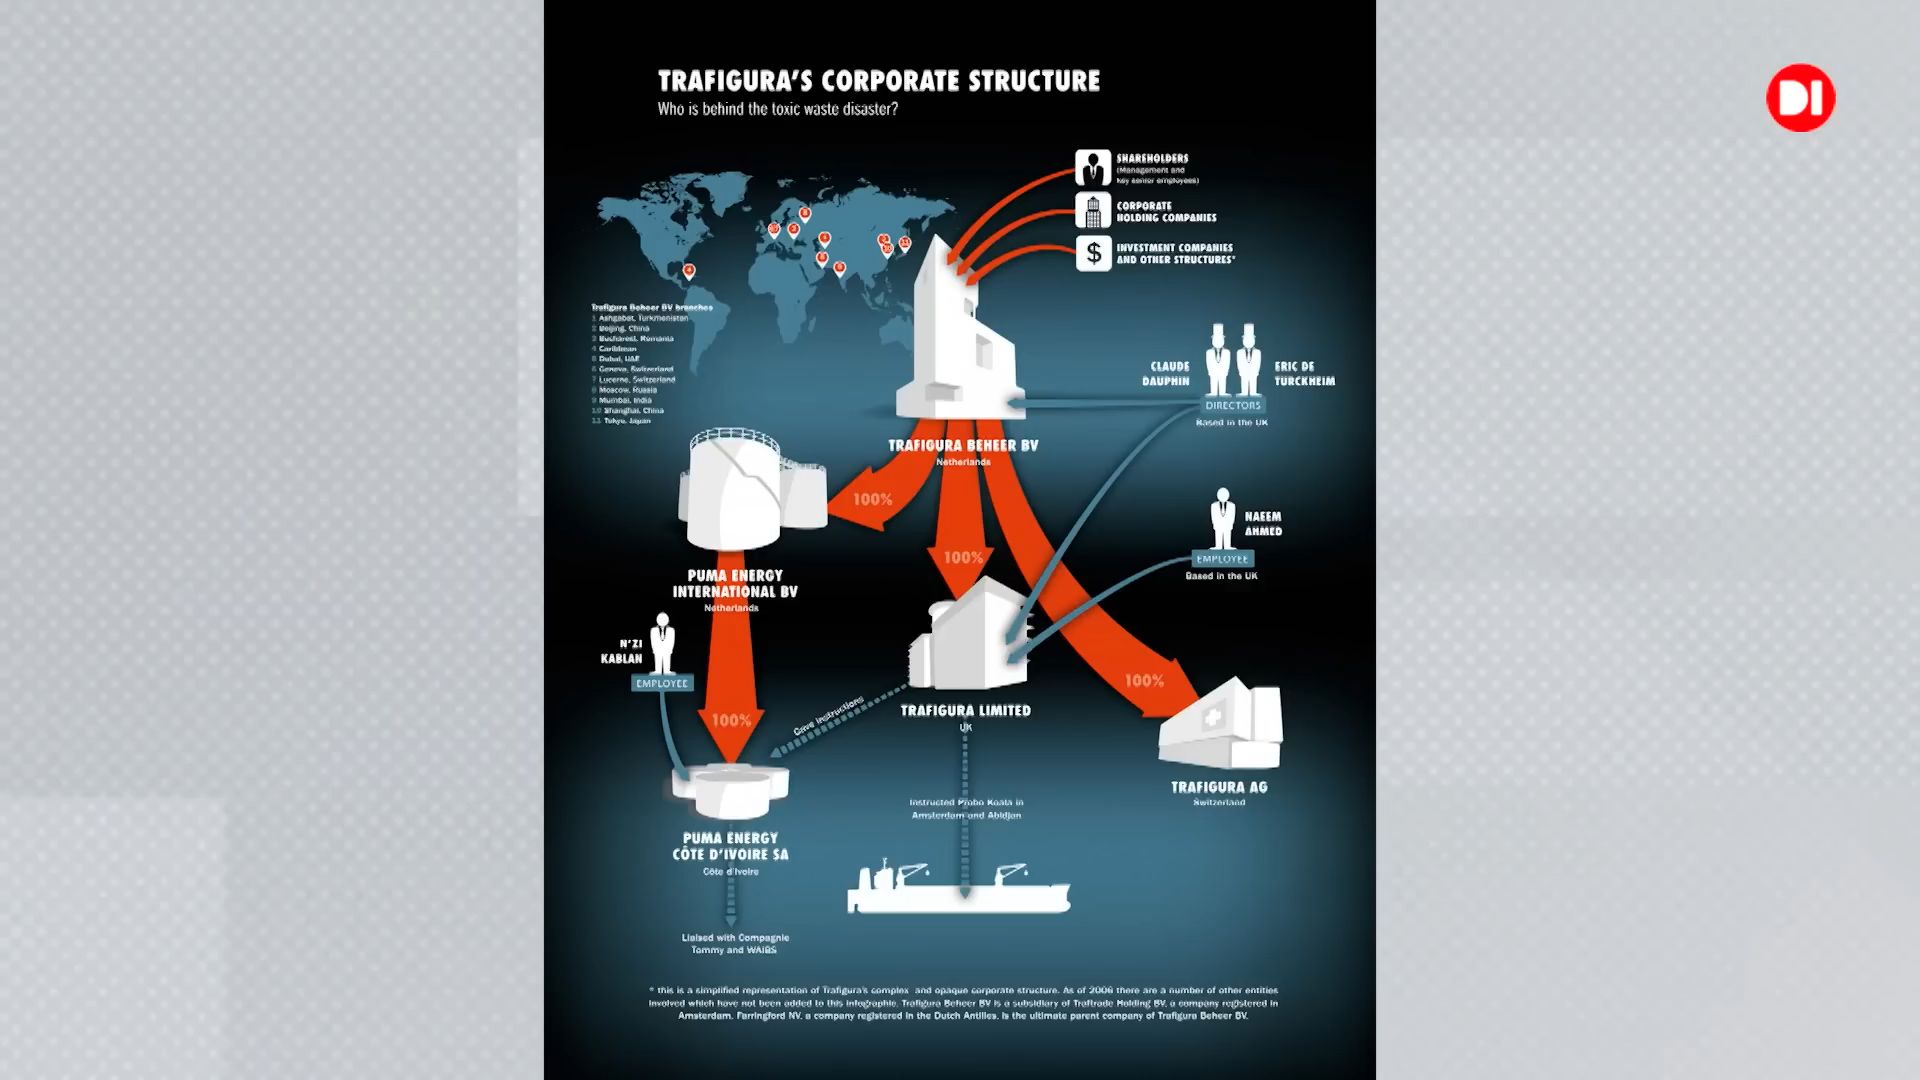 TRAFIGURA'S CORPORATE STRUCTURE
Who is behind the toxic waste disaster?
DI
SHAREHOLDERS
(Management and
key senior employees)
CORPORATE
HOLDING COMPANIES
$
INVESTMENT COMPANIES
AND OTHER STRUCTURES*
Trafigura Beheer BV branches
1 Ashgabat, Turkmenistan
2 Beijing, China
3 Bucharest, Romania
4 Caribbean
5 Dubai, UAE
6 Geneva, Switzerland
7 Lucerne, Switzerland
8 Moscow, Russia
9 Mumbai, India
10 Shanghai, China
11 Tokyo, Japan
CLAUDE
DAUPHIN
ERIC DE
TURCKHEIM
DIRECTORS
Based in the UK
TRAFIGURA BEHEER BV
Netherlands
100%
100%
100%
NAEEM
AHMED
EMPLOYEE
Based in the UK
PUMA ENERGY
INTERNATIONAL BV
Netherlands
N'ZI
KABLAN
EMPLOYEE
100%
Gave instructions
TRAFIGURA LIMITED
UK
TRAFIGURA AG
Switzerland
Instructed Probo Koala in
Amsterdam and Abidjan
PUMA ENERGY
CÔTE D'IVOIRE SA
Côte d'Ivoire
Liaised with Compagnie
Tommy and WAIBS
* this is a simplified representation of Trafigura's complex and opaque corporate structure. As of 2006 there are a number of other entities
involved which have not been added to this infographic. Trafigura Beheer BV is a subsidiary of Traftrade Holding BV, a company registered in
Amsterdam. Farringford NV, a company registered in the Dutch Antilles, is the ultimate parent company of Trafigura Beheer BV.